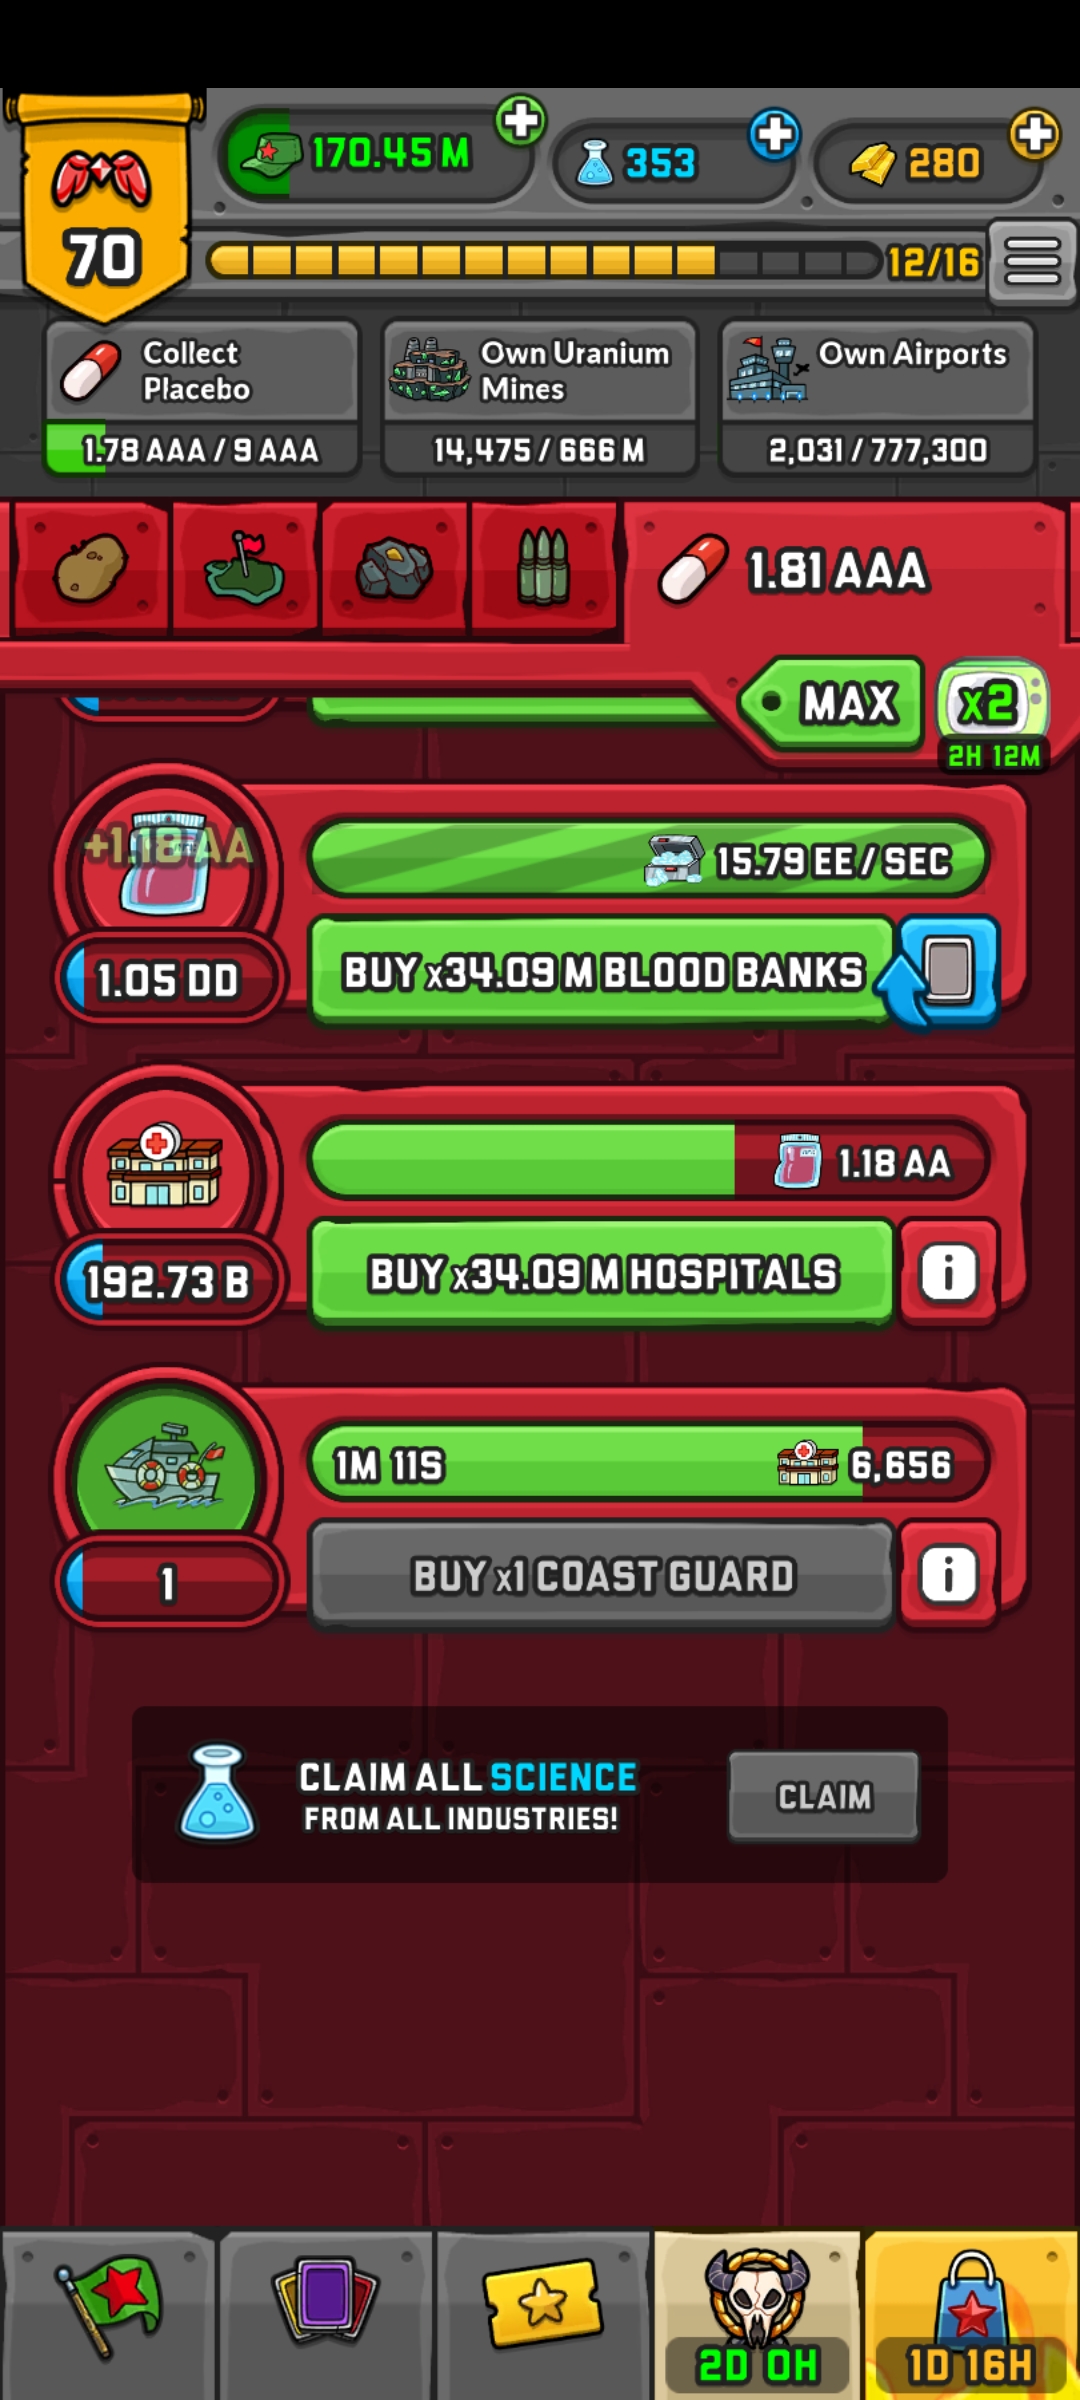 170.45 M
353
280
70
12/16
Collect
Placebo
Own Uranium
Mines
Own Airports
1.78 AAA / 9 AAA
14,475 / 666 M
2,031 / 777,300
1.81 AAA
MAX
x2
2H 12M
+1.18 AA
15.79 EE / SEC
1.05 DD
BUY x34.09 M BLOOD BANKS
1.18 AA
192.73 B
BUY x34.09 M HOSPITALS
i
1M 11S
6,656
1
BUY x1 COAST GUARD
i
CLAIM ALL SCIENCE
FROM ALL INDUSTRIES!
CLAIM
2D 0H
1D 16H